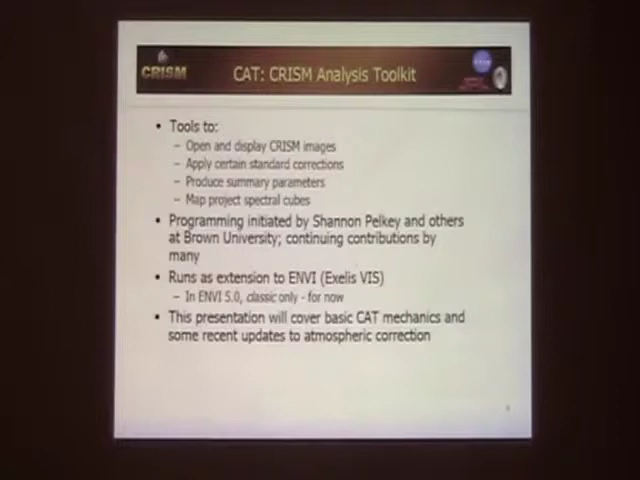 CRISM
CAT: CRISM Analysis Toolkit
• Tools to:
– Open and display CRISM images
– Apply certain standard corrections
– Produce summary parameters
– Map project spectral cubes
• Programming initiated by Shannon Pelkey and others
at Brown University; continuing contributions by
many
• Runs as extension to ENVI (Exelis VIS)
– In ENVI 5.0, classic only - for now
• This presentation will cover basic CAT mechanics and
some recent updates to atmospheric correction